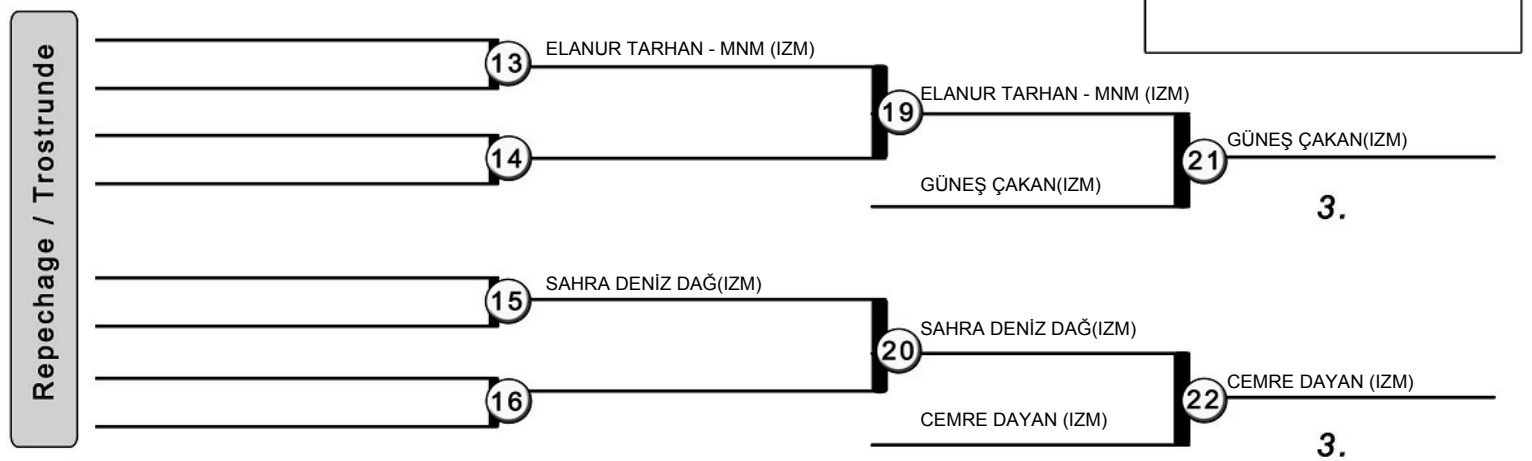 Repechage / Trostrunde
13
ELANUR TARHAN - MNM (IZM)
14
19
ELANUR TARHAN - MNM (IZM)
GÜNEŞ ÇAKAN(IZM)
21
GÜNEŞ ÇAKAN(IZM)
3.
15
SAHRA DENİZ DAĞ(IZM)
16
20
SAHRA DENİZ DAĞ(IZM)
CEMRE DAYAN (IZM)
22
CEMRE DAYAN (IZM)
3.